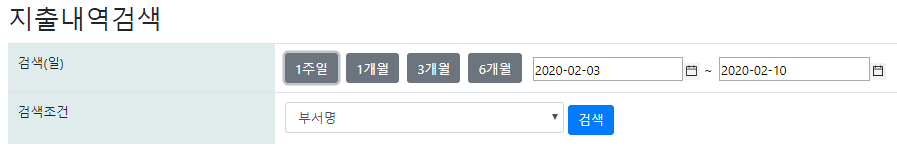 지출내역검색
검색(일) 1주일 1개월 3개월 6개월 2020-02-03 ~ 2020-02-10
검색조건 부서명 검색